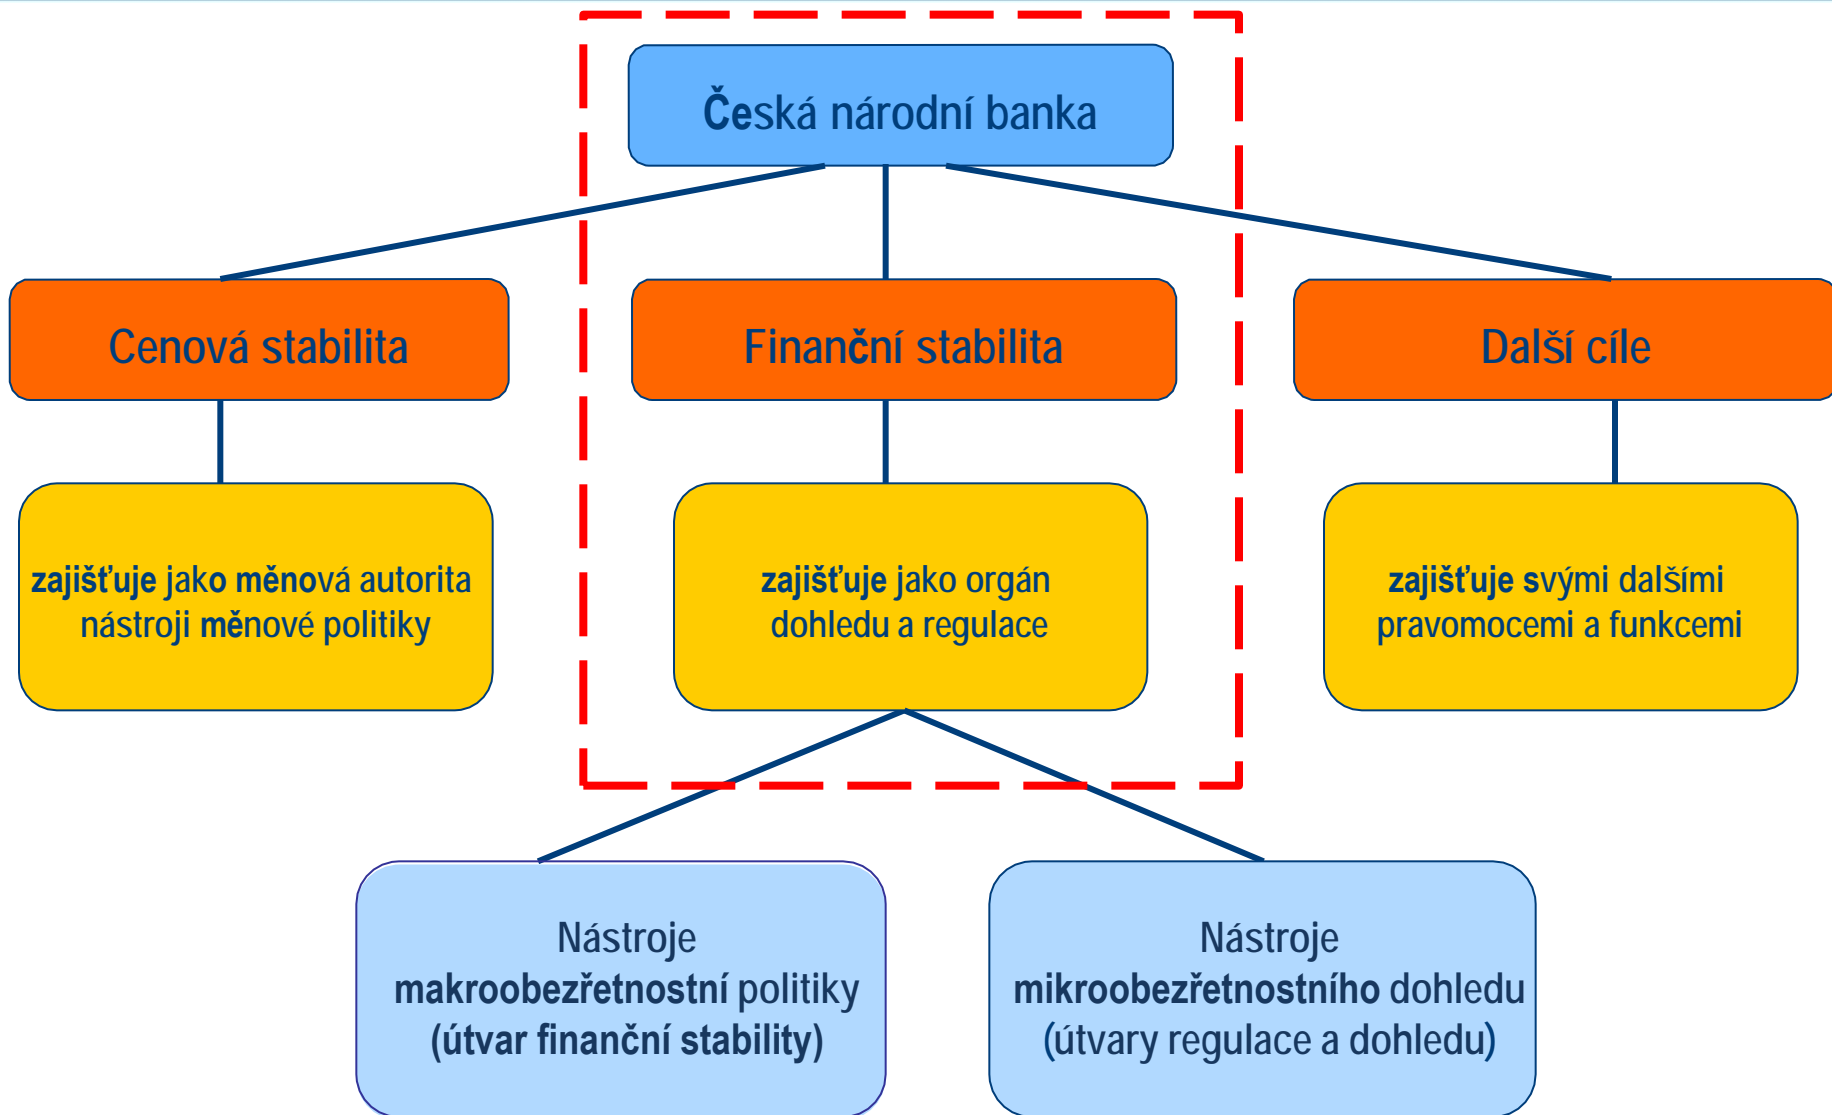 Česká národní banka
Cenová stabilita
Finanční stabilita
Další cíle
zajišťuje jako měnová autorita
nástroji měnové politiky
zajišťuje jako orgán
dohledu a regulace
zajišťuje svými dalšími
pravomocemi a funkcemi
Nástroje
makroobezřetnostní politiky
(útvar finanční stability)
Nástroje
mikroobezřetnostního dohledu
(útvary regulace a dohledu)